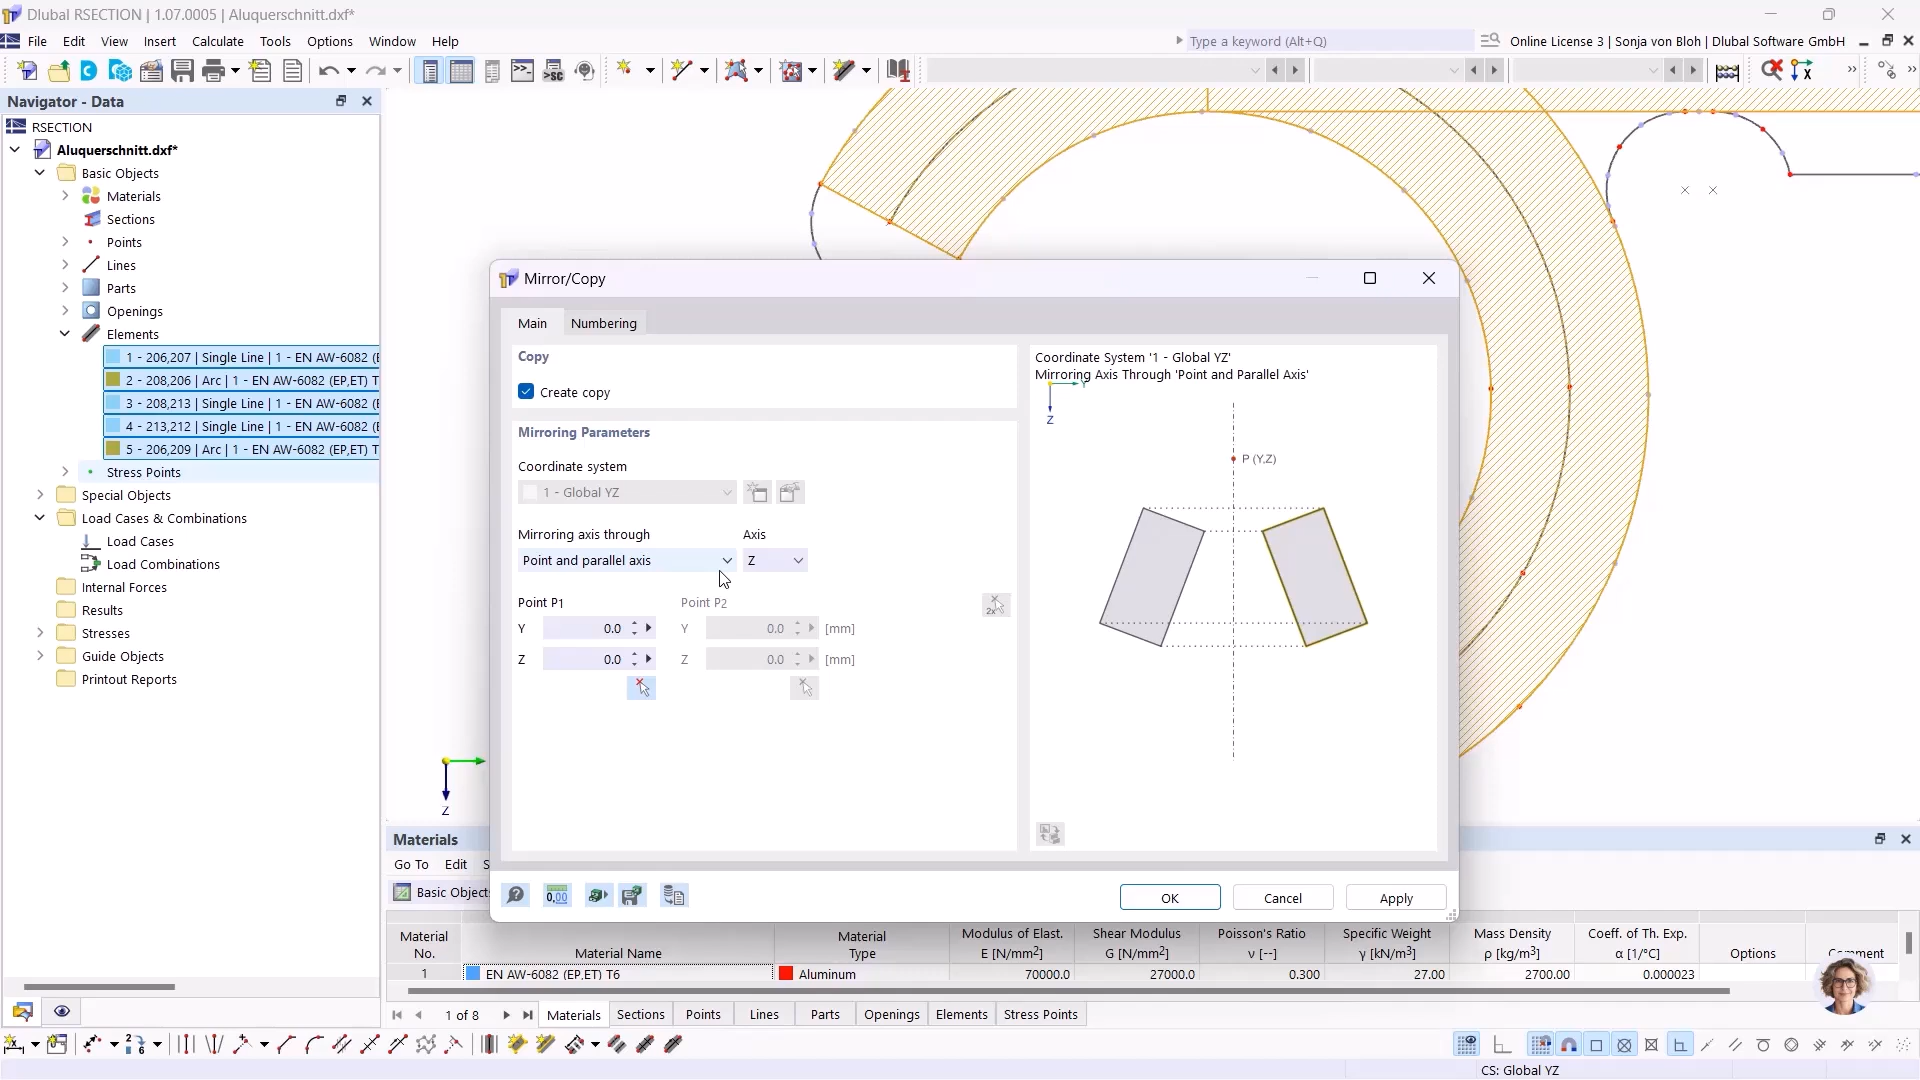 Dlubal RSECTION | 1.07.0005 | Aluquerschnitt.dxf*
File Edit View Insert Calculate Tools Options Window Help
Type a keyword (Alt+Q)
Online License 3 | Sonja von Bloh | Dlubal Software GmbH
Navigator - Data
RSECTION
Aluquerschnitt.dxf*
Basic Objects
Materials
Sections
Points
Lines
Parts
Openings
Elements
1 - 206,207 | Single Line | 1 - EN AW-6082 (E
2 - 208,206 | Arc | 1 - EN AW-6082 (EP,ET) T
3 - 208,213 | Single Line | 1 - EN AW-6082 (E
4 - 213,212 | Single Line | 1 - EN AW-6082 (E
5 - 206,209 | Arc | 1 - EN AW-6082 (EP,ET) T
Stress Points
Special Objects
Load Cases & Combinations
Load Cases
Load Combinations
Internal Forces
Results
Stresses
Guide Objects
Printout Reports
Z
Mirror/Copy
Main Numbering
Copy
Create copy
Mirroring Parameters
Coordinate system
1 - Global YZ
Mirroring axis through Axis
Point and parallel axis Z
Point P1 Point P2
Y 0.0 Y 0.0 [mm]
Z 0.0 Z 0.0 [mm]
2x
Coordinate System '1 - Global YZ'
Mirroring Axis Through 'Point and Parallel Axis'
Y
Z
P (Y,Z)
0,00
OK Cancel Apply
Materials
Go To Edit S
Basic Object
Material No. Material Name Material Type Modulus of Elast. E [N/mm2] Shear Modulus G [N/mm2] Poisson's Ratio ν [--] Specific Weight γ [kN/m3] Mass Density ρ [kg/m3] Coeff. of Th. Exp. α [1/°C] Options Comment
1 EN AW-6082 (EP,ET) T6 Aluminum 70000.0 27000.0 0.300 27.00 2700.00 0.000023
1 of 8 Materials Sections Points Lines Parts Openings Elements Stress Points
CS: Global YZ